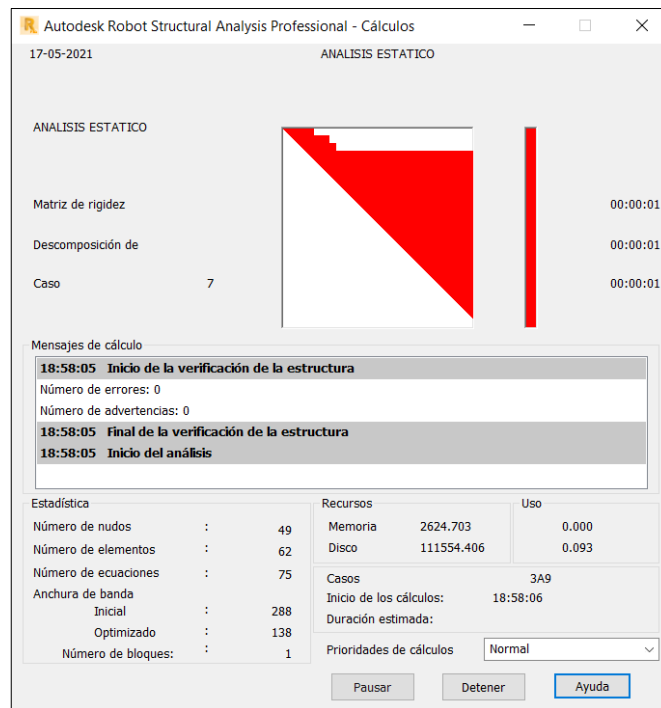 Autodesk Robot Structural Analysis Professional - Cálculos
17-05-2021 ANALISIS ESTATICO
ANALISIS ESTATICO
Matriz de rigidez 00:00:01
Descomposición de 00:00:01
Caso 7 00:00:01
Mensajes de cálculo
18:58:05 Inicio de la verificación de la estructura
Número de errores: 0
Número de advertencias: 0
18:58:05 Final de la verificación de la estructura
18:58:05 Inicio del análisis
Estadística
Número de nudos : 49
Número de elementos : 62
Número de ecuaciones : 75
Anchura de banda
Inicial : 288
Optimizado : 138
Número de bloques: : 1
Recursos Uso
Memoria 2624.703 0.000
Disco 111554.406 0.093
Casos 3A9
Inicio de los cálculos: 18:58:06
Duración estimada:
Prioridades de cálculos Normal
Pausar Detener Ayuda